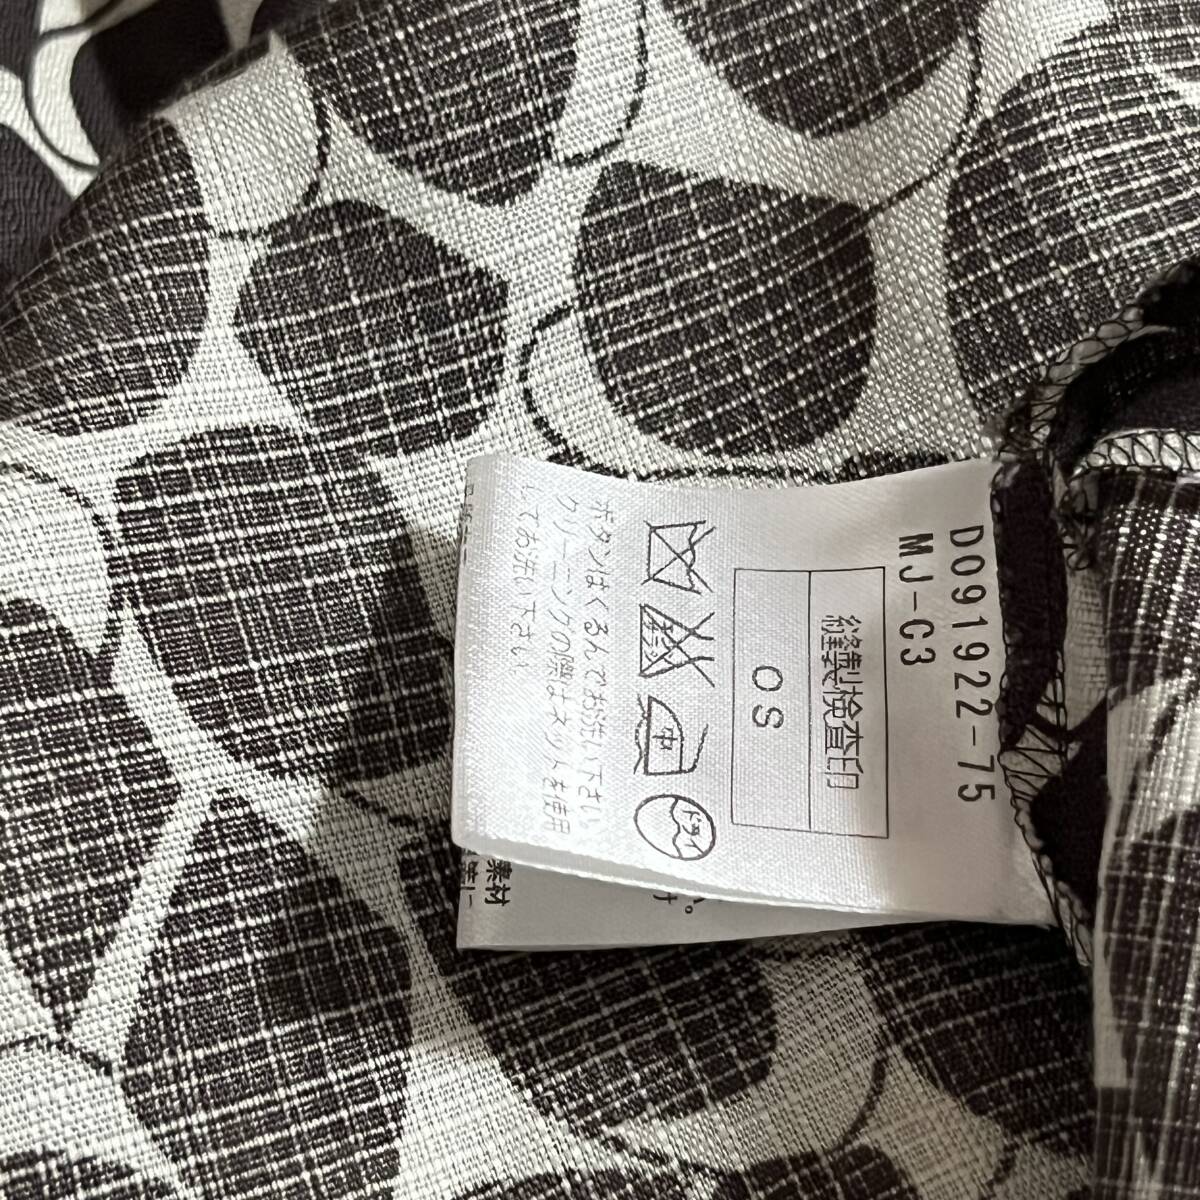 D091922-75
MJ-C3
縫製検査印
OS
中
ドライ
ボタンはくるんでお洗い下さい
クリーニングの際はネットを使用
してお洗い下さい。
素材